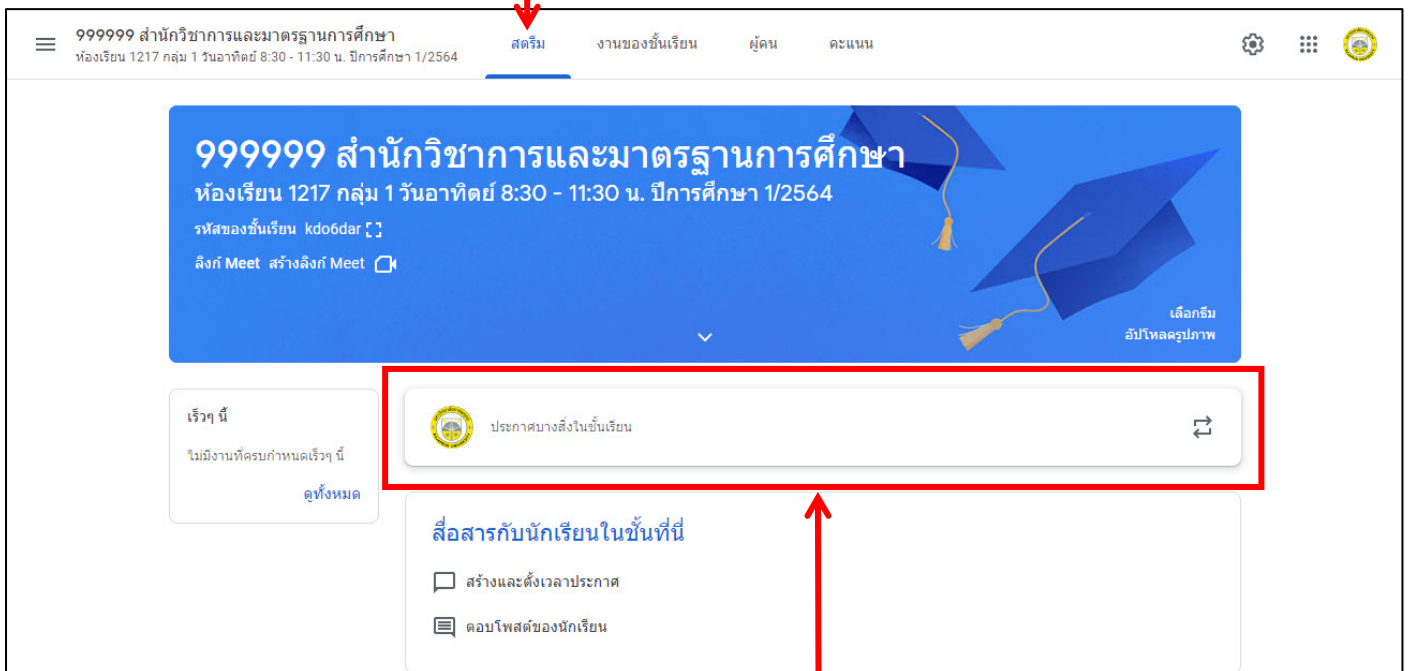 999999 สำนักวิชาการและมาตรฐานการศึกษา
ห้องเรียน 1217 กลุ่ม 1 วันอาทิตย์ 8:30 - 11:30 น. ปีการศึกษา 1/2564
สตรีม
งานของชั้นเรียน
ผู้คน
คะแนน
999999 สำนักวิชาการและมาตรฐานการศึกษา
ห้องเรียน 1217 กลุ่ม 1 วันอาทิตย์ 8:30 - 11:30 น. ปีการศึกษา 1/2564
รหัสของชั้นเรียน kdo6dar
ลิงก์ Meet สร้างลิงก์ Meet
เลือกธีม
อัปโหลดรูปภาพ
เร็วๆ นี้
ไม่มีงานที่ครบกำหนดเร็วๆ นี้
ดูทั้งหมด
ประกาศบางสิ่งในชั้นเรียน
สื่อสารกับนักเรียนในชั้นที่นี่
สร้างและตั้งเวลาประกาศ
ตอบโพสต์ของนักเรียน